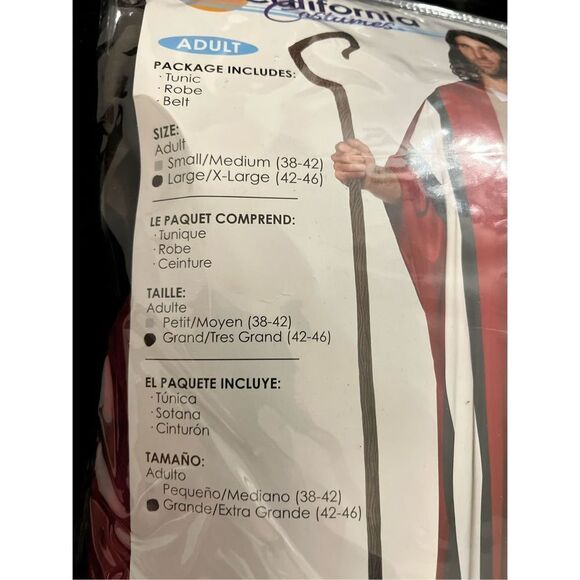 California
Costumes
ADULT
PACKAGE INCLUDES:
· Tunic
· Robe
· Belt
SIZE:
Adult
Small/Medium (38-42)
Large/X-Large (42-46)
LE PAQUET COMPREND:
· Tunique
· Robe
· Ceinture
TAILLE:
Adulte
Petit/Moyen (38-42)
Grand/Tres Grand (42-46)
EL PAQUETE INCLUYE:
· Túnica
· Sotana
· Cinturón
TAMAÑO:
Adulto
Pequeño/Mediano (38-42)
Grande/Extra Grande (42-46)